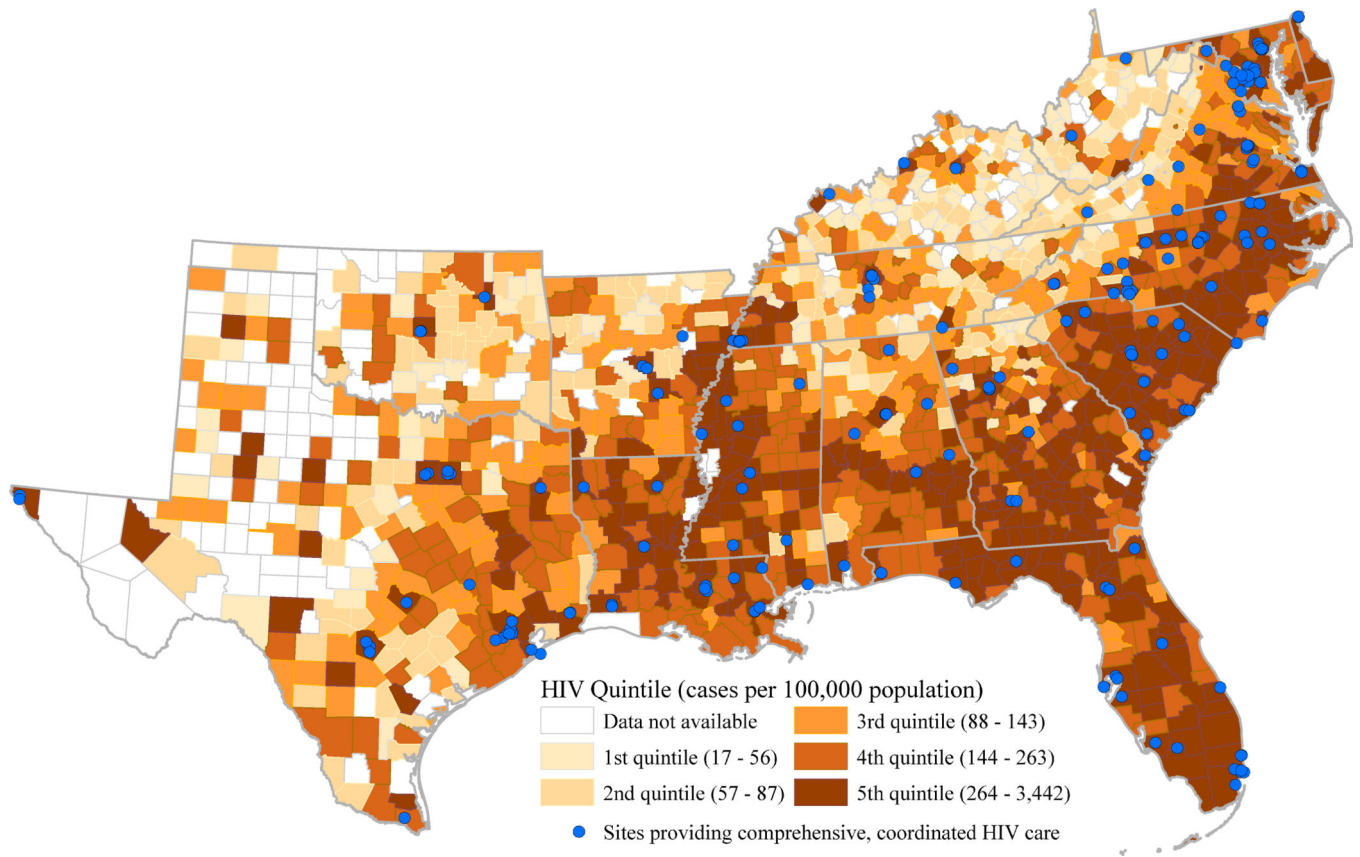 HIV Quintile (cases per 100,000 population)
Data not available
3rd quintile (88 - 143)
1st quintile (17 - 56)
4th quintile (144 - 263)
2nd quintile (57 - 87)
5th quintile (264 - 3,442)
Sites providing comprehensive, coordinated HIV care